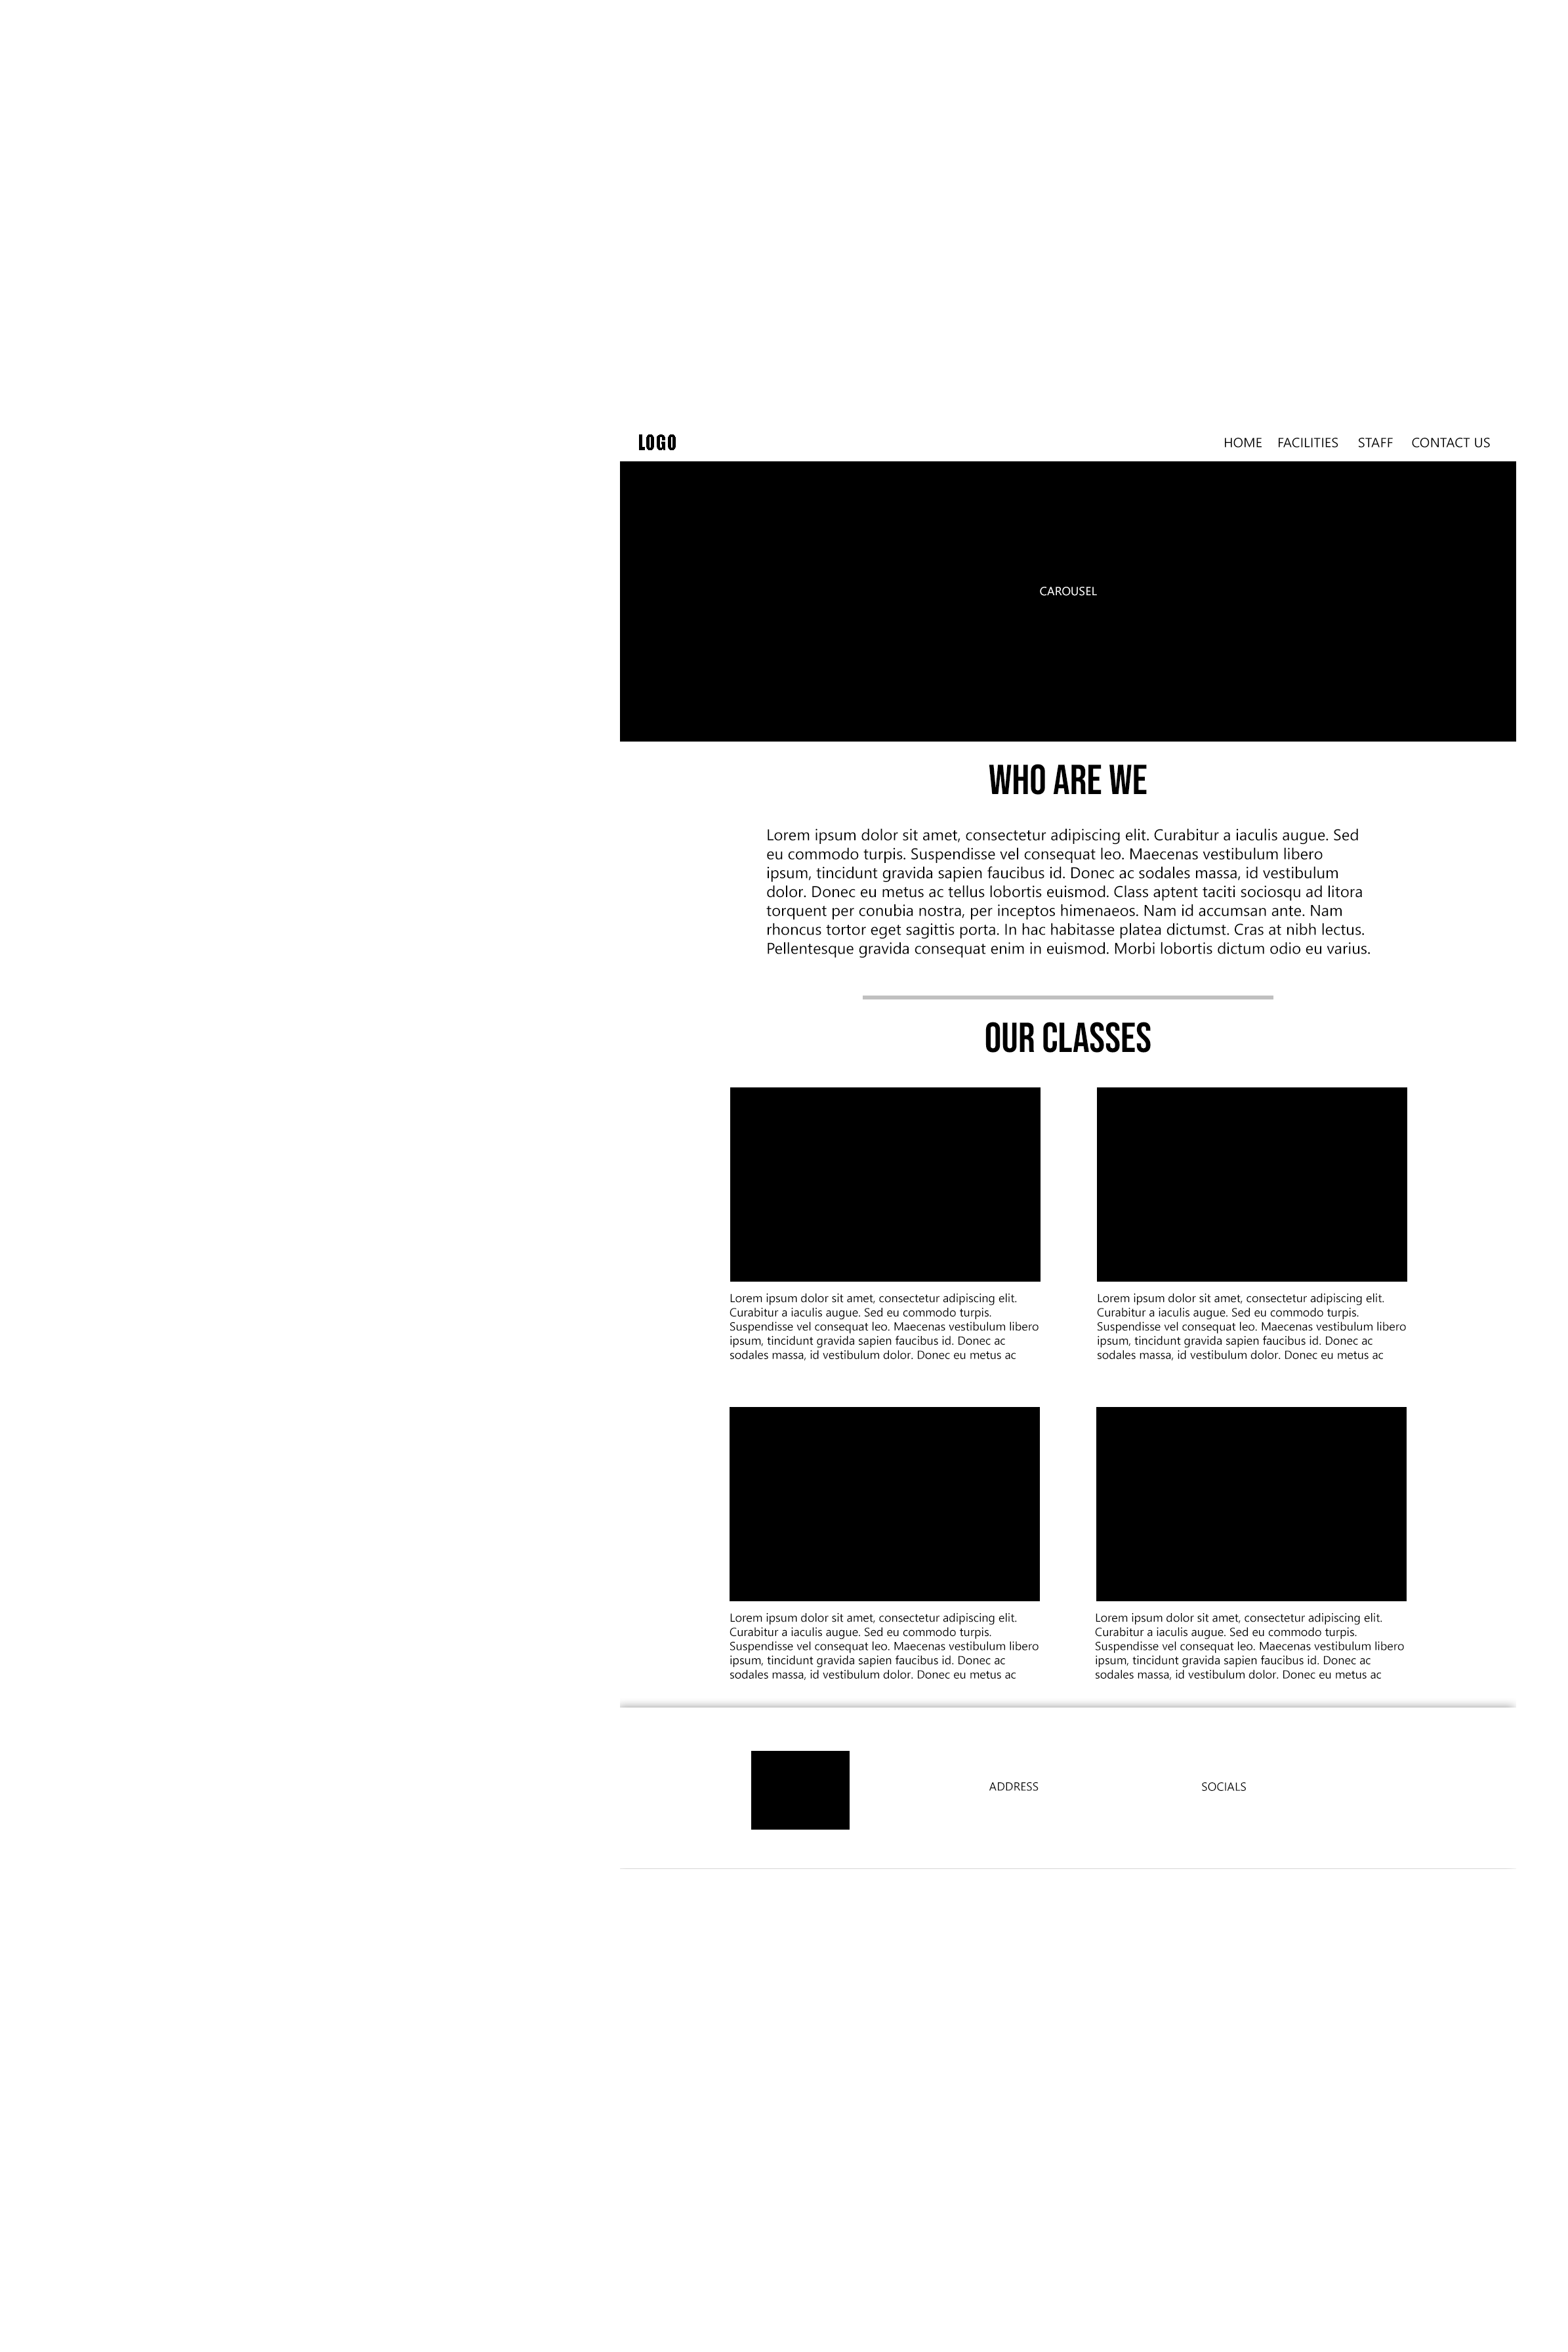 LOGO
HOME FACILITIES STAFF CONTACT US
CAROUSEL
WHO ARE WE
Lorem ipsum dolor sit amet, consectetur adipiscing elit. Curabitur a iaculis augue. Sed
eu commodo turpis. Suspendisse vel consequat leo. Maecenas vestibulum libero
ipsum, tincidunt gravida sapien faucibus id. Donec ac sodales massa, id vestibulum
dolor. Donec eu metus ac tellus lobortis euismod. Class aptent taciti sociosqu ad litora
torquent per conubia nostra, per inceptos himenaeos. Nam id accumsan ante. Nam
rhoncus tortor eget sagittis porta. In hac habitasse platea dictumst. Cras at nibh lectus.
Pellentesque gravida consequat enim in euismod. Morbi lobortis dictum odio eu varius.
OUR CLASSES
Lorem ipsum dolor sit amet, consectetur adipiscing elit.
Curabitur a iaculis augue. Sed eu commodo turpis.
Suspendisse vel consequat leo. Maecenas vestibulum libero
ipsum, tincidunt gravida sapien faucibus id. Donec ac
sodales massa, id vestibulum dolor. Donec eu metus ac
Lorem ipsum dolor sit amet, consectetur adipiscing elit.
Curabitur a iaculis augue. Sed eu commodo turpis.
Suspendisse vel consequat leo. Maecenas vestibulum libero
ipsum, tincidunt gravida sapien faucibus id. Donec ac
sodales massa, id vestibulum dolor. Donec eu metus ac
Lorem ipsum dolor sit amet, consectetur adipiscing elit.
Curabitur a iaculis augue. Sed eu commodo turpis.
Suspendisse vel consequat leo. Maecenas vestibulum libero
ipsum, tincidunt gravida sapien faucibus id. Donec ac
sodales massa, id vestibulum dolor. Donec eu metus ac
Lorem ipsum dolor sit amet, consectetur adipiscing elit.
Curabitur a iaculis augue. Sed eu commodo turpis.
Suspendisse vel consequat leo. Maecenas vestibulum libero
ipsum, tincidunt gravida sapien faucibus id. Donec ac
sodales massa, id vestibulum dolor. Donec eu metus ac
ADDRESS
SOCIALS